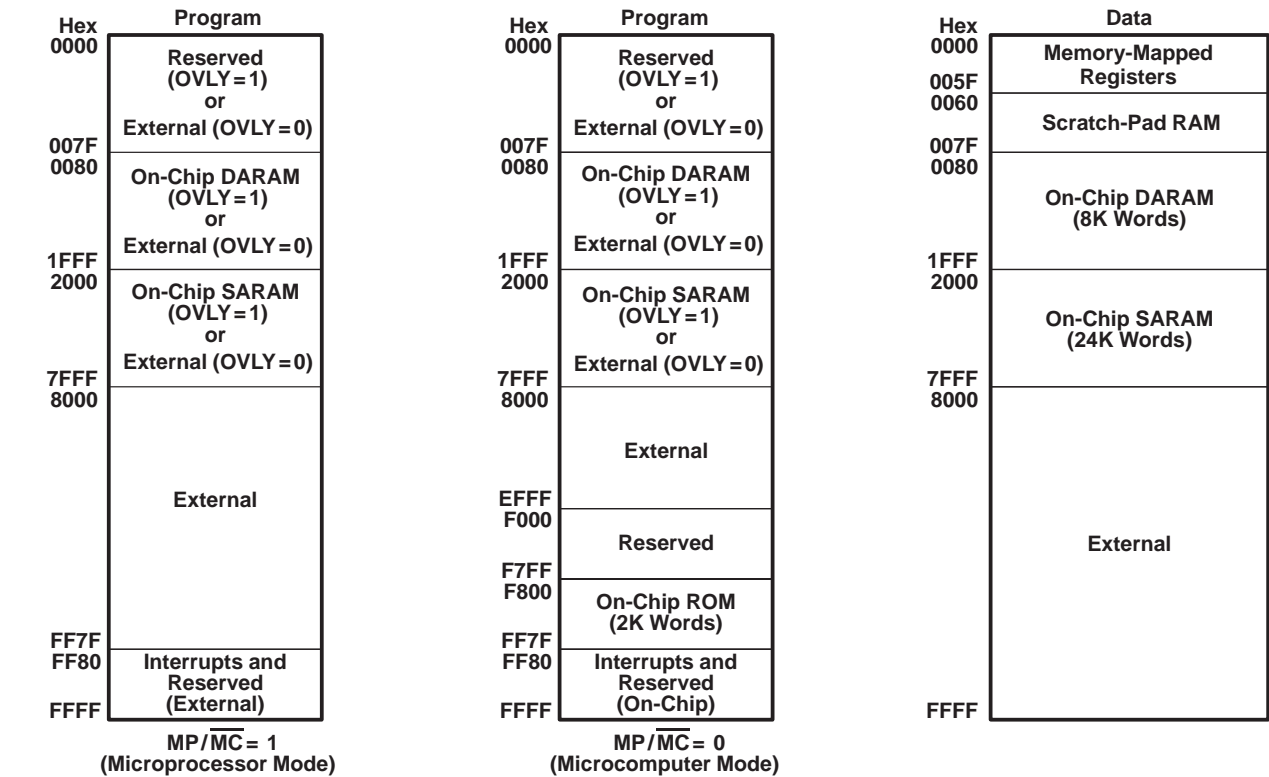 Hex
Program
0000
Reserved
(OVLY=1)
or
External (OVLY=0)
007F
0080
On-Chip DARAM
(OVLY=1)
or
External (OVLY=0)
1FFF
2000
On-Chip SARAM
(OVLY=1)
or
External (OVLY=0)
7FFF
8000
External
FF7F
FF80
Interrupts and
Reserved
(External)
FFFF
MP/M̅C̅= 1
(Microprocessor Mode)
Hex
Program
0000
Reserved
(OVLY=1)
or
External (OVLY=0)
007F
0080
On-Chip DARAM
(OVLY=1)
or
External (OVLY=0)
1FFF
2000
On-Chip SARAM
(OVLY=1)
or
External (OVLY=0)
7FFF
8000
External
EFFF
F000
Reserved
F7FF
F800
On-Chip ROM
(2K Words)
FF7F
FF80
Interrupts and
Reserved
(On-Chip)
FFFF
MP/M̅C̅= 0
(Microcomputer Mode)
Hex
Data
0000
Memory-Mapped
Registers
005F
0060
Scratch-Pad RAM
007F
0080
On-Chip DARAM
(8K Words)
1FFF
2000
On-Chip SARAM
(24K Words)
7FFF
8000
External
FFFF